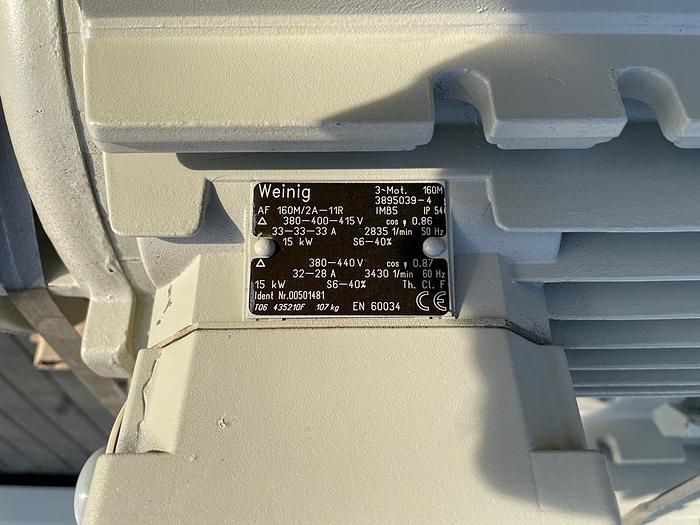 Weinig 3~Mot. 160M
3895039-4
AF 160M/2A-11R IMB5 IP 54
△ 380-400-415 V cos φ 0.86
33-33-33 A 2835 1/min 50 Hz
15 kW S6-40%
△ 380-440 V cos φ 0.87
32-28 A 3430 1/min 60 Hz
15 kW S6-40% Th. Cl. F
Ident Nr.00501481
T06 435210F 107 kg EN 60034 CE